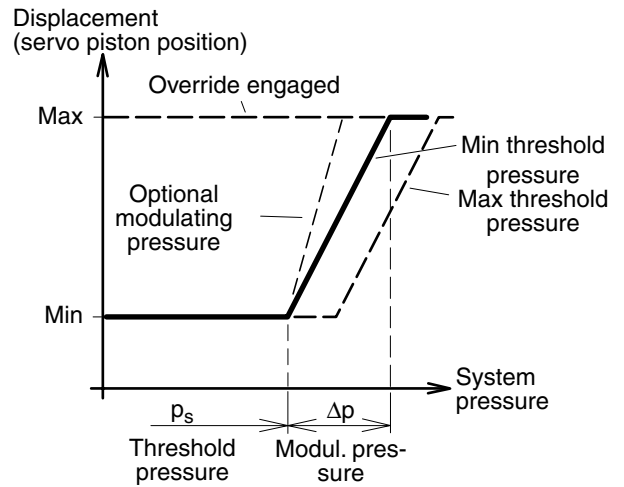 Displacement
(servo piston position)
Override engaged
Max
Min threshold
pressure
Max threshold
pressure
Optional
modulating
pressure
Min
System
pressure
ps
Δp
Threshold
pressure
Modul. pres-
sure